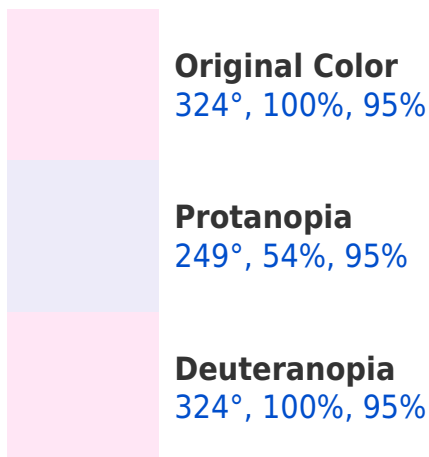 Original Color
324°, 100%, 95%
Protanopia
249°, 54%, 95%
Deuteranopia
324°, 100%, 95%